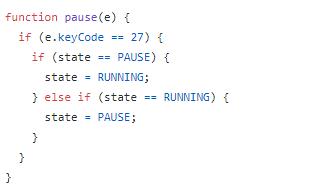 function pause(e) {
  if (e.keyCode == 27) {
    if (state == PAUSE) {
      state = RUNNING;
    } else if (state == RUNNING) {
      state = PAUSE;
    }
  }
}